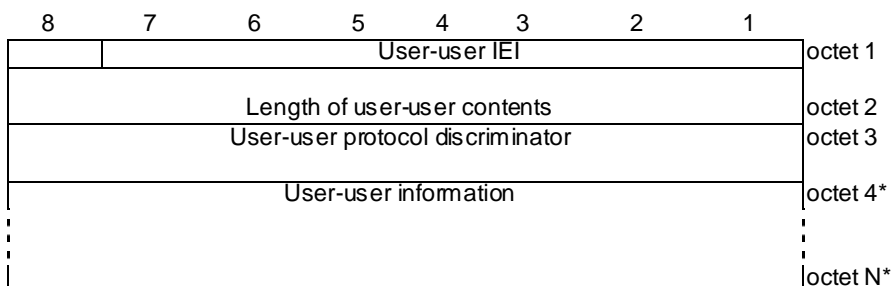 8 7 6 5 4 3 2 1
User-user IEI octet 1
Length of user-user contents octet 2
User-user protocol discriminator octet 3
User-user information octet 4*
octet N*